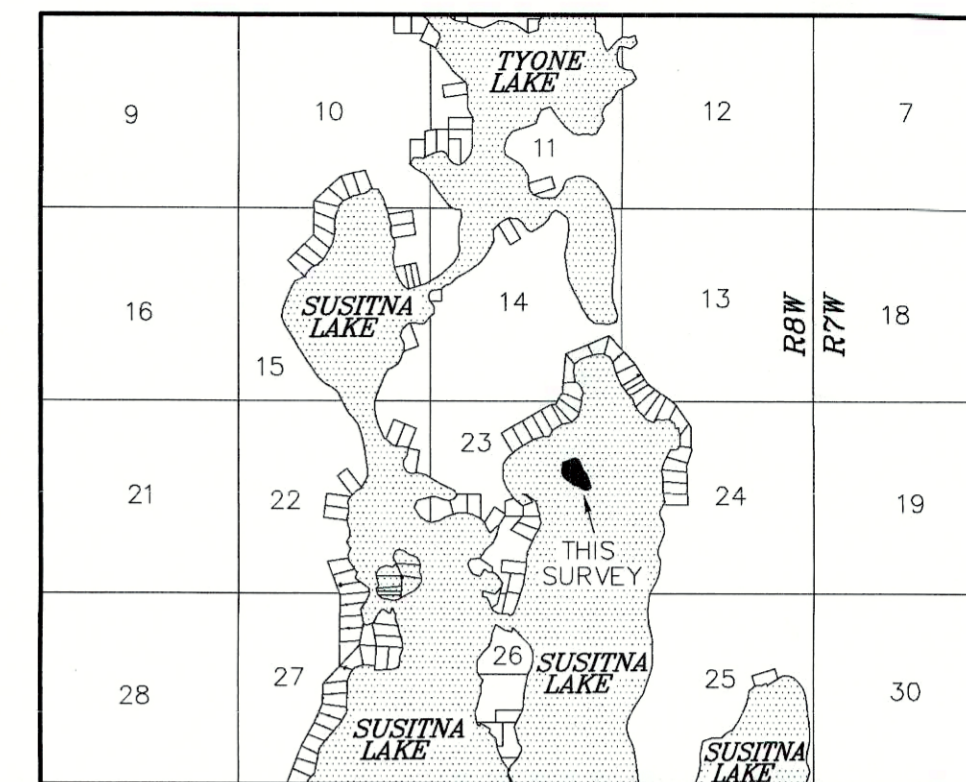 TYONE
LAKE
9
10
11
12
7
16
SUSITNA
LAKE
14
13
R8W
R7W
18
15
21
22
23
24
19
THIS
SURVEY
28
27
26
SUSITNA
LAKE
25
30
SUSITNA
LAKE
SUSITNA
LAKE